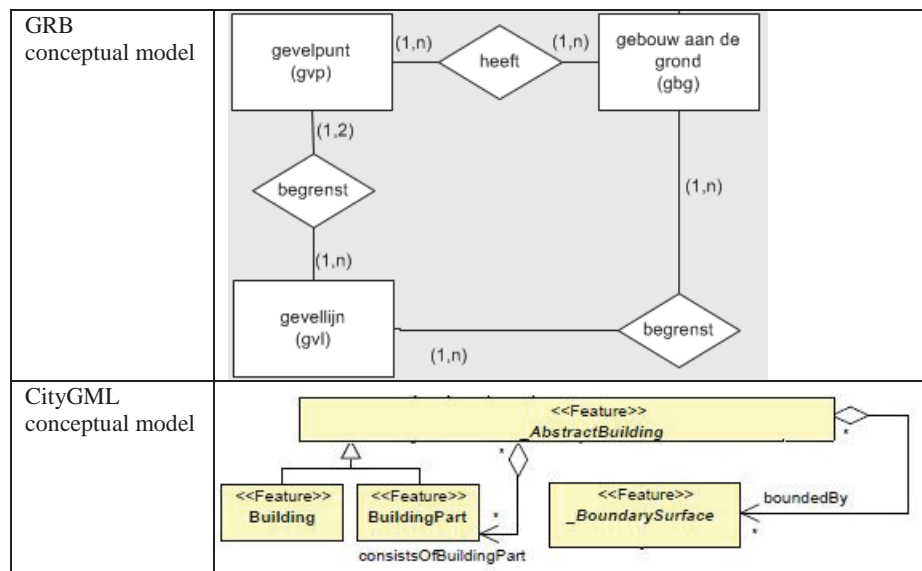 GRB
conceptual model
gevelpunt
(gvp)
(1,n)
heeft
(1,n)
gebouw aan de
grond
(gbg)
(1,2)
begrenst
(1,n)
(1,n)
gevellijn
(gvl)
(1,n)
begrenst
CityGML
conceptual model
<<Feature>>
_AbstractBuilding
*
*
<<Feature>>
Building
<<Feature>>
BuildingPart
*
consistsOfBuildingPart
<<Feature>>
_BoundarySurface
boundedBy
*